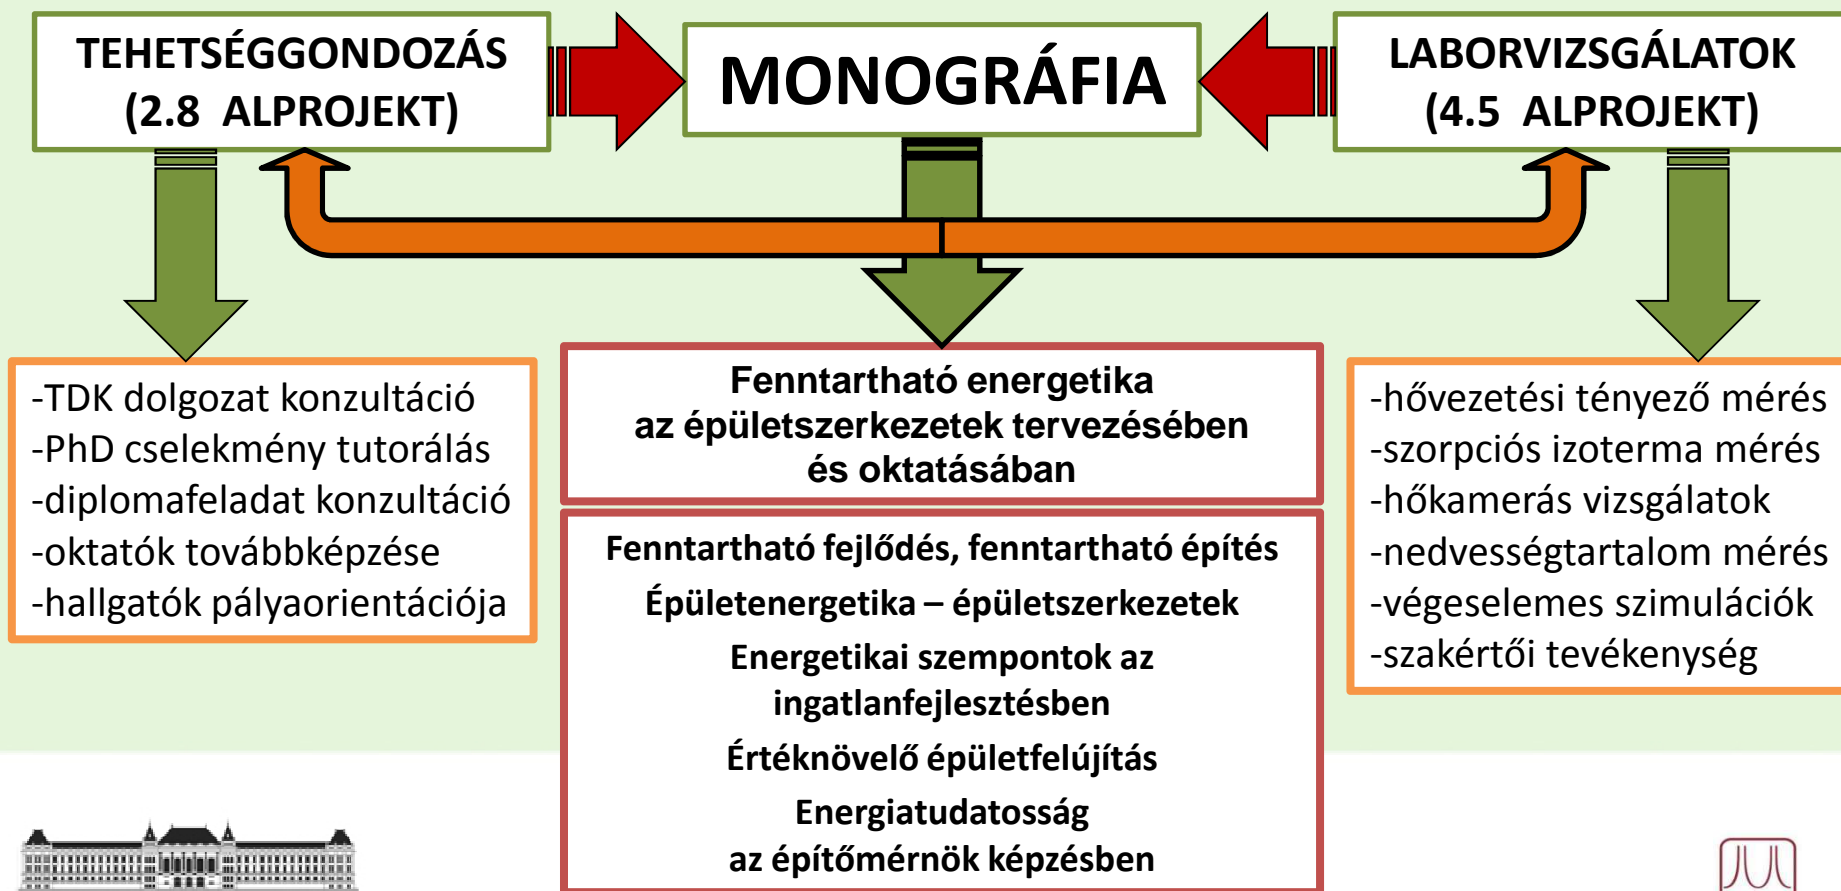 TEHETSÉGGONDOZÁS
(2.8 ALPROJEKT)
MONOGRÁFIA
LABORVIZSGÁLATOK
(4.5 ALPROJEKT)
-TDK dolgozat konzultáció
-PhD cselekmény tutorálás
-diplomafeladat konzultáció
-oktatók továbbképzése
-hallgatók pályaorientációja
Fenntartható energetika
az épületszerkezetek tervezésében
és oktatásában
Fenntartható fejlődés, fenntartható építés
Épületenergetika – épületszerkezetek
Energetikai szempontok az
ingatlanfejlesztésben
Értéknövelő épületfelújítás
Energiatudatosság
az építőmérnök képzésben
-hővezetési tényező mérés
-szorpciós izoterma mérés
-hőkamerás vizsgálatok
-nedvességtartalom mérés
-végeselemes szimulációk
-szakértői tevékenység